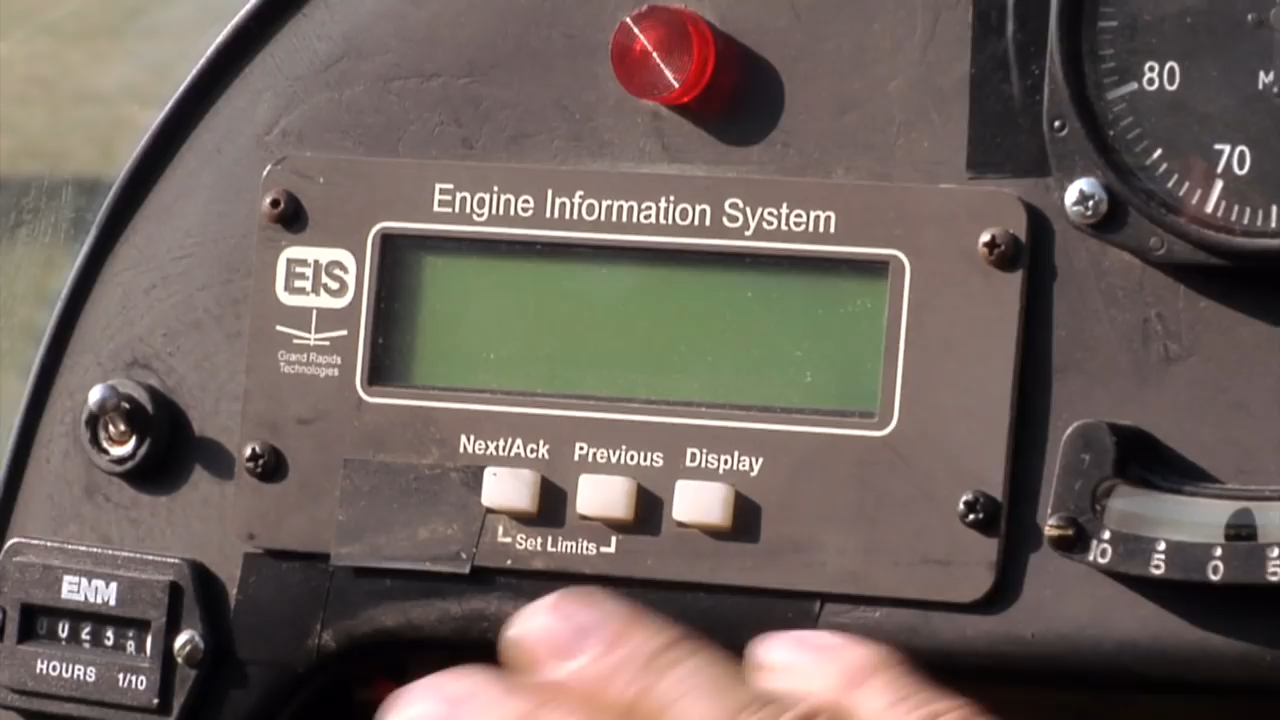 80
M.
70
Engine Information System
EIS
Grand Rapids
Technologies
Next/Ack Previous Display
Set Limits
10 5 0 5
ENM
HOURS 1/10